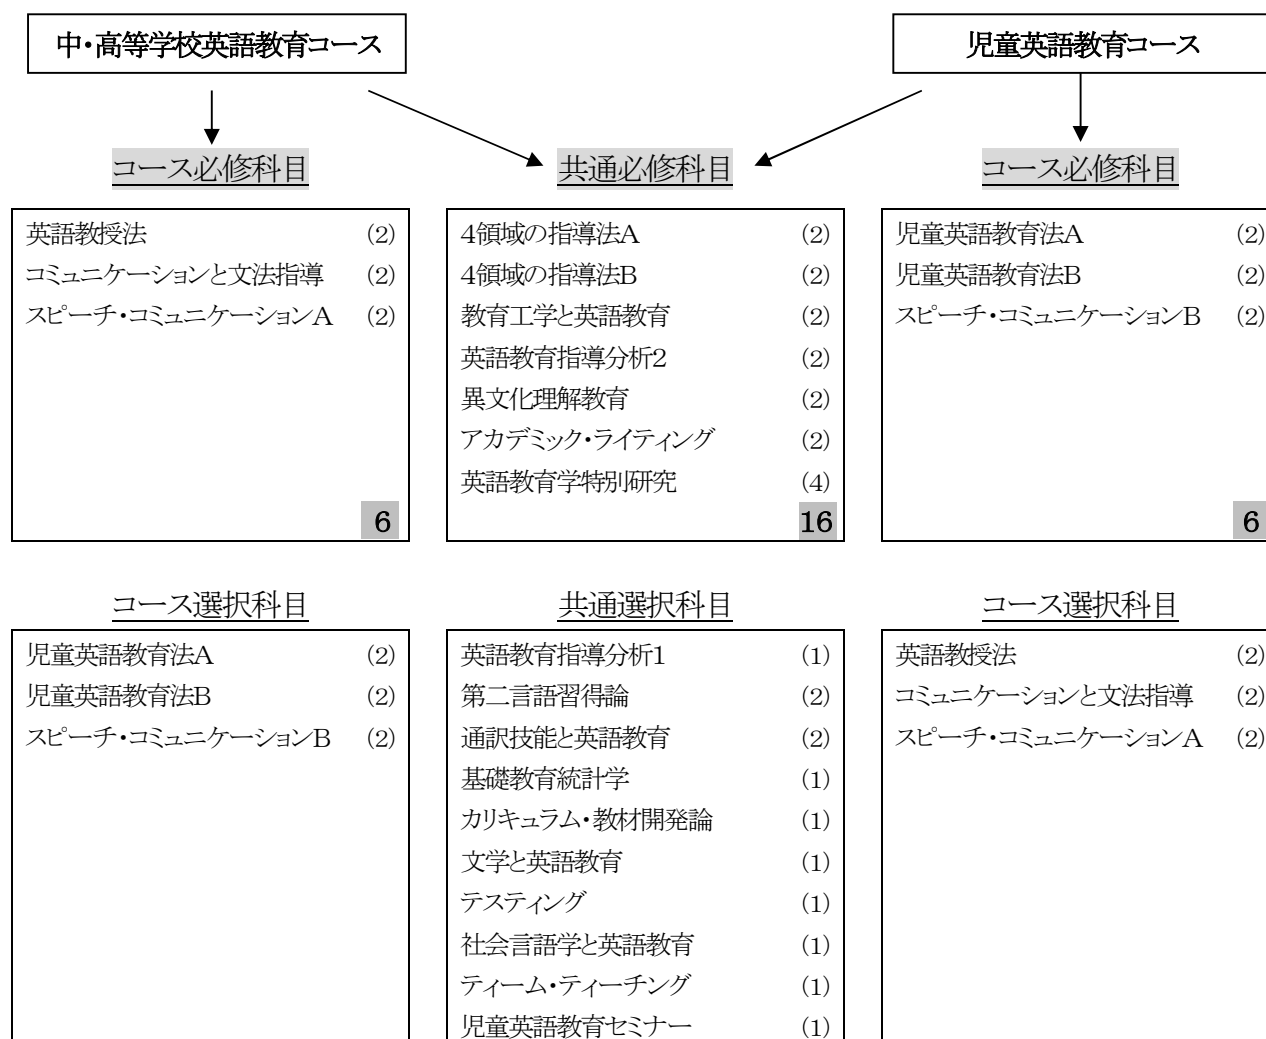 中・高等学校英語教育コース
児童英語教育コース
コース必修科目
英語教授法 (2)
コミュニケーションと文法指導 (2)
スピーチ・コミュニケーションA (2)
6
共通必修科目
4領域の指導法A (2)
4領域の指導法B (2)
教育工学と英語教育 (2)
英語教育指導分析2 (2)
異文化理解教育 (2)
アカデミック・ライティング (2)
英語教育学特別研究 (4)
16
コース必修科目
児童英語教育法A (2)
児童英語教育法B (2)
スピーチ・コミュニケーションB (2)
6
コース選択科目
児童英語教育法A (2)
児童英語教育法B (2)
スピーチ・コミュニケーションB (2)
共通選択科目
英語教育指導分析1 (1)
第二言語習得論 (2)
通訳技能と英語教育 (2)
基礎教育統計学 (1)
カリキュラム・教材開発論 (1)
文学と英語教育 (1)
テスティング (1)
社会言語学と英語教育 (1)
ティーム・ティーチング (1)
児童英語教育セミナー (1)
コース選択科目
英語教授法 (2)
コミュニケーションと文法指導 (2)
スピーチ・コミュニケーションA (2)